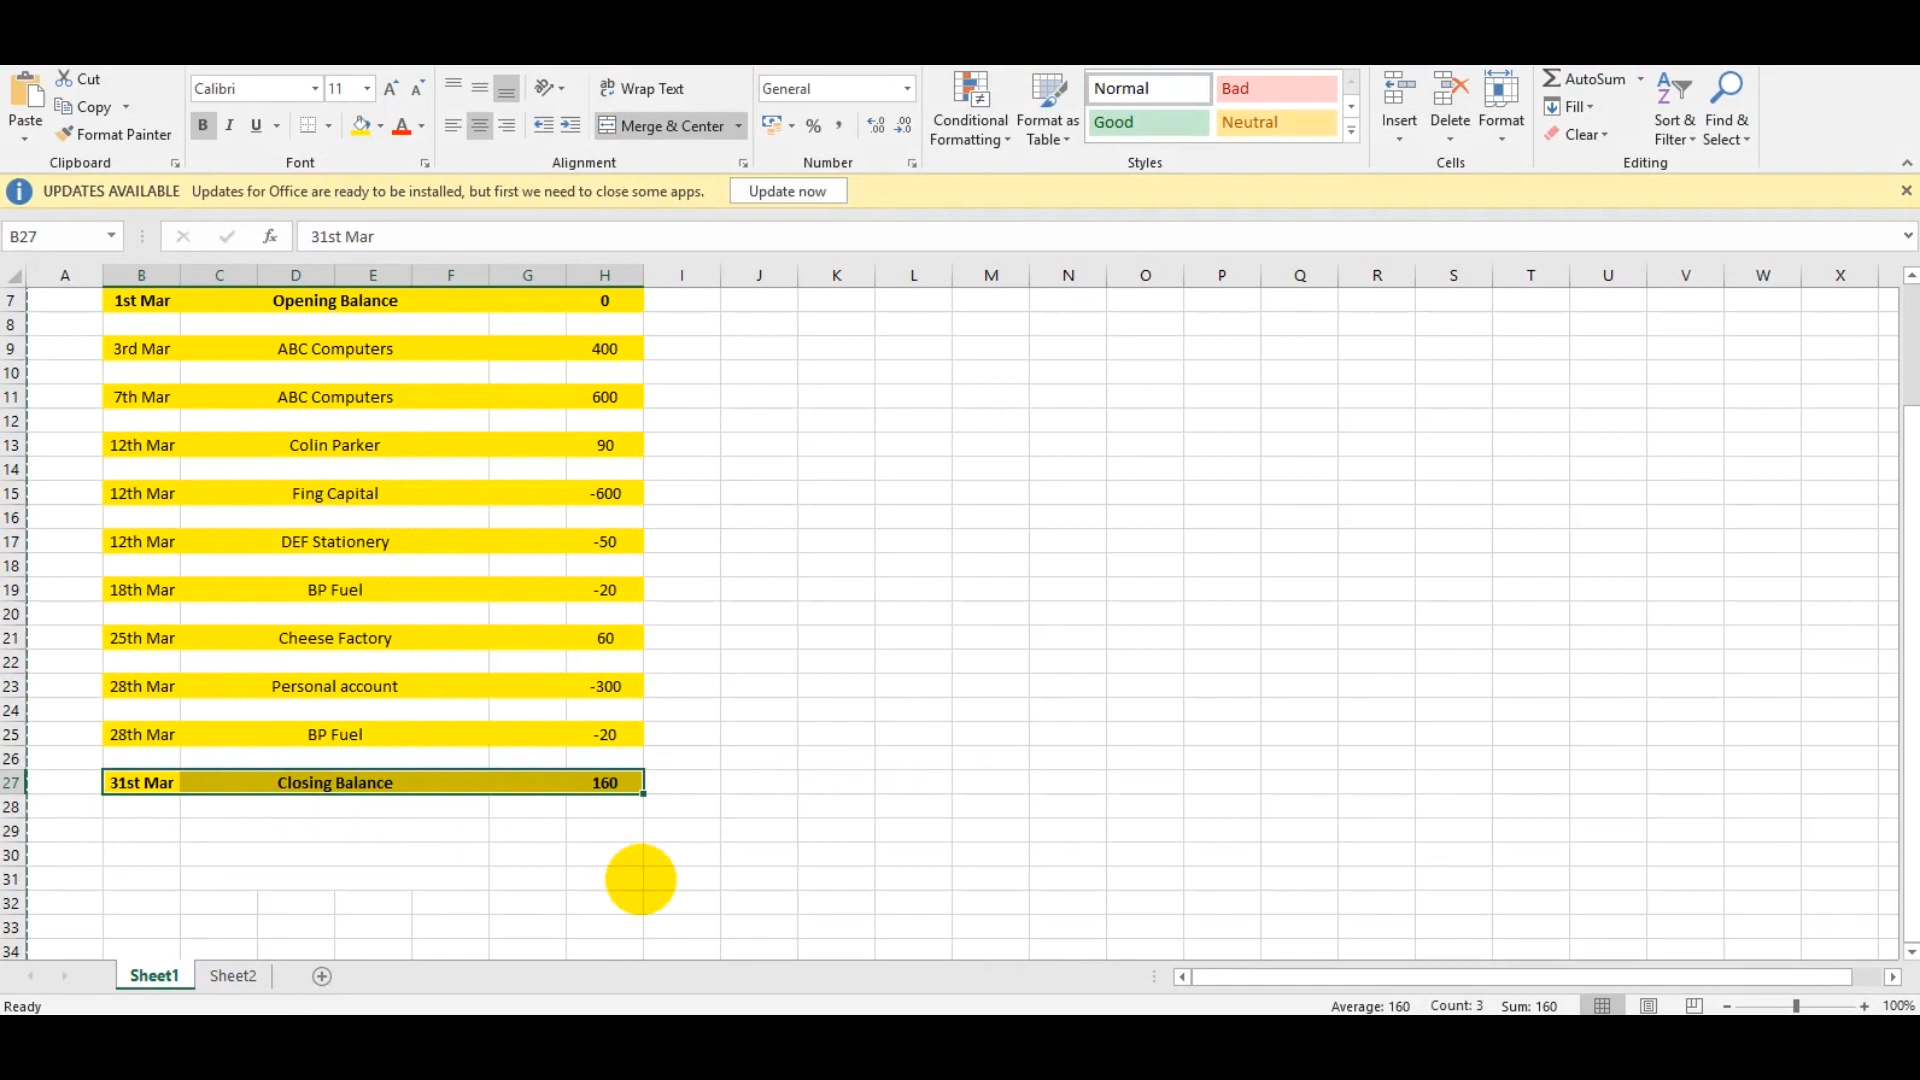 Cut
Copy
Format Painter
Paste
Clipboard
Calibri 11
B I U
Font
Wrap Text
Merge & Center
Alignment
General
%
Number
Conditional Formatting
Format as Table
Normal Bad
Good Neutral
Styles
Insert Delete Format
Cells
AutoSum
Fill
Clear
Sort & Filter
Find & Select
Editing
UPDATES AVAILABLE Updates for Office are ready to be installed, but first we need to close some apps. Update now
B27 fx 31st Mar
A B C D E F G H I J K L M N O P Q R S T U V W X
7 1st Mar Opening Balance 0
8
9 3rd Mar ABC Computers 400
10
11 7th Mar ABC Computers 600
12
13 12th Mar Colin Parker 90
14
15 12th Mar Fing Capital -600
16
17 12th Mar DEF Stationery -50
18
19 18th Mar BP Fuel -20
20
21 25th Mar Cheese Factory 60
22
23 28th Mar Personal account -300
24
25 28th Mar BP Fuel -20
26
27 31st Mar Closing Balance 160
28
29
30
31
32
33
34
Sheet1 Sheet2
Ready Average: 160 Count: 3 Sum: 160 100%